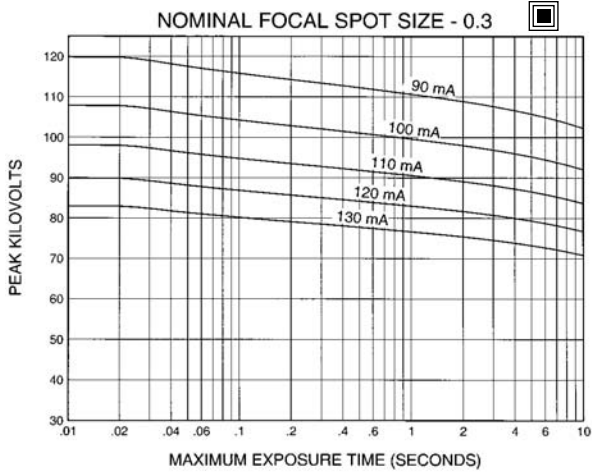 NOMINAL FOCAL SPOT SIZE - 0.3
120
110
100
90
80
70
60
50
40
30
90 mA
100 mA
110 mA
120 mA
130 mA
PEAK KILOVOLTS
.01 .02 .04 .06 .1 .2 .4 .6 1 2 4 6 10
MAXIMUM EXPOSURE TIME (SECONDS)